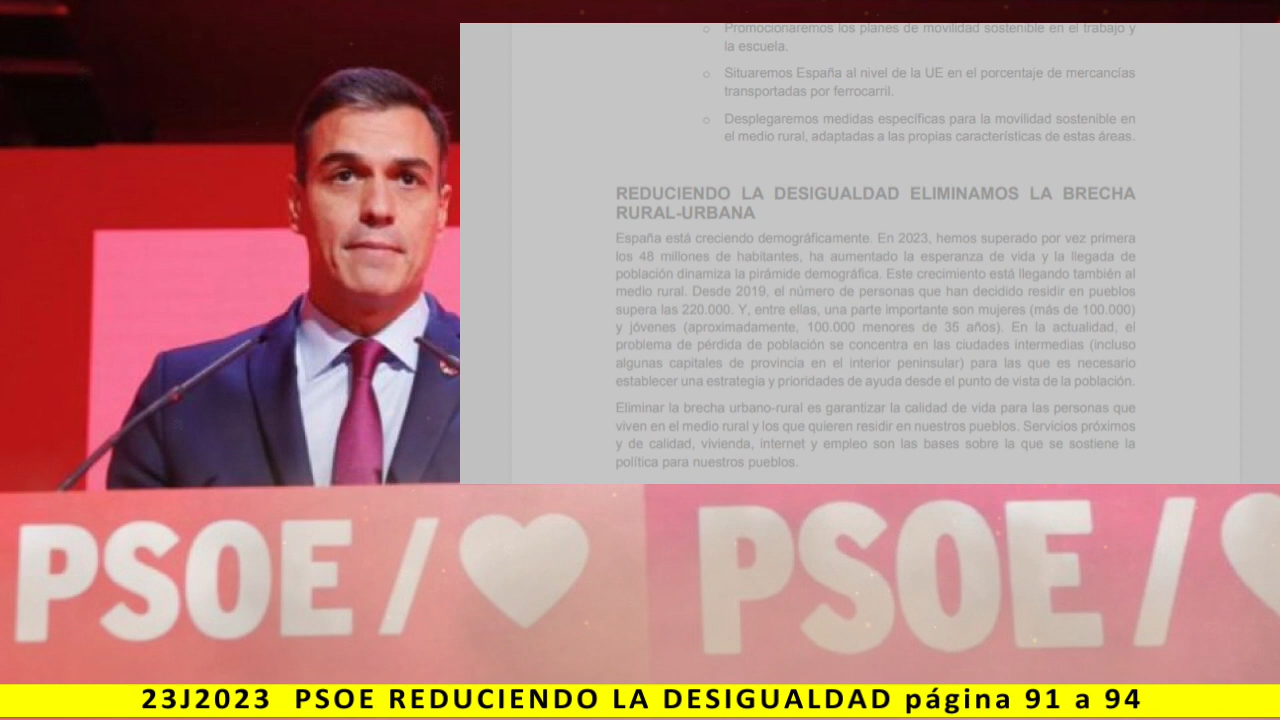 o Promocionaremos los planes de movilidad sostenible en el trabajo y
la escuela.
o Situaremos España al nivel de la UE en el porcentaje de mercancías
transportadas por ferrocarril.
o Desplegaremos medidas específicas para la movilidad sostenible en
el medio rural, adaptadas a las propias características de estas áreas.
REDUCIENDO LA DESIGUALDAD ELIMINAMOS LA BRECHA
RURAL-URBANA
España está creciendo demográficamente. En 2023, hemos superado por vez primera
los 48 millones de habitantes, ha aumentado la esperanza de vida y la llegada de
población dinamiza la pirámide demográfica. Este crecimiento está llegando también al
medio rural. Desde 2019, el número de personas que han decidido residir en pueblos
supera las 220.000. Y, entre ellas, una parte importante son mujeres (más de 100.000)
y jóvenes (aproximadamente, 100.000 menores de 35 años). En la actualidad, el
problema de pérdida de población se concentra en las ciudades intermedias (incluso
algunas capitales de provincia en el interior peninsular) para las que es necesario
establecer una estrategia y prioridades de ayuda desde el punto de vista de la población.
Eliminar la brecha urbano-rural es garantizar la calidad de vida para las personas que
viven en el medio rural y los que quieren residir en nuestros pueblos. Servicios próximos
y de calidad, vivienda, internet y empleo son las bases sobre la que se sostiene la
política para nuestros pueblos.
PSOE/♥ PSOE/
23J2023 PSOE REDUCIENDO LA DESIGUALDAD página 91 a 94